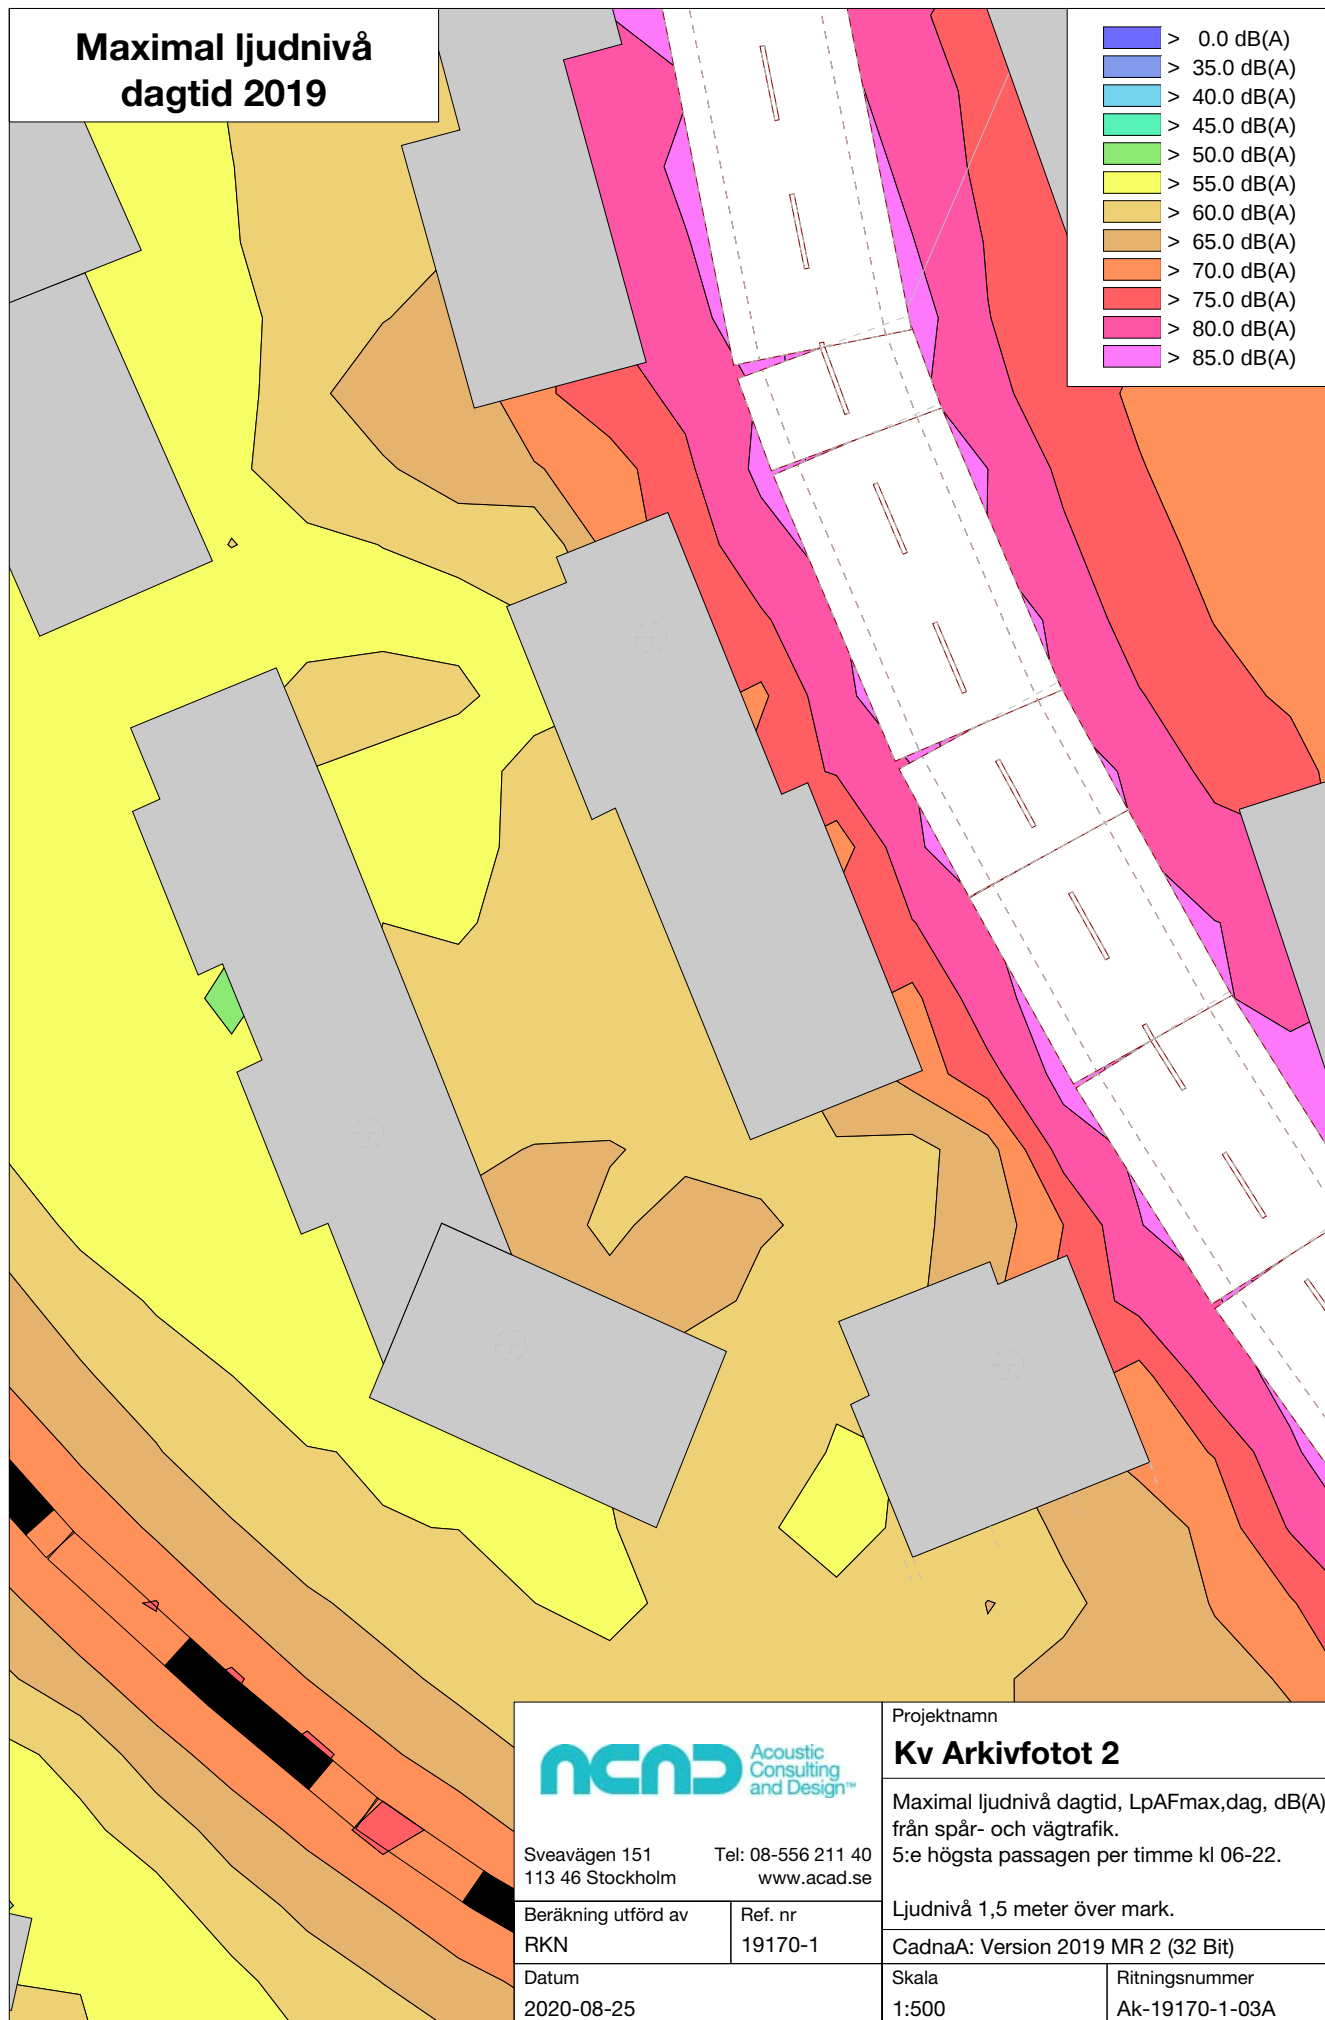 Maximal ljudnivå
dagtid 2019
> 0.0 dB(A)
> 35.0 dB(A)
> 40.0 dB(A)
> 45.0 dB(A)
> 50.0 dB(A)
> 55.0 dB(A)
> 60.0 dB(A)
> 65.0 dB(A)
> 70.0 dB(A)
> 75.0 dB(A)
> 80.0 dB(A)
> 85.0 dB(A)
ACAD
Acoustic
Consulting
and Design™
Sveavägen 151
113 46 Stockholm
Tel: 08-556 211 40
www.acad.se
Beräkning utförd av
RKN
Ref. nr
19170-1
Datum
2020-08-25
Projektnamn
Kv Arkivfotot 2
Maximal ljudnivå dagtid, LpAFmax,dag, dB(A)
från spår- och vägtrafik.
5:e högsta passagen per timme kl 06-22.
Ljudnivå 1,5 meter över mark.
CadnaA: Version 2019 MR 2 (32 Bit)
Skala
1:500
Ritningsnummer
Ak-19170-1-03A